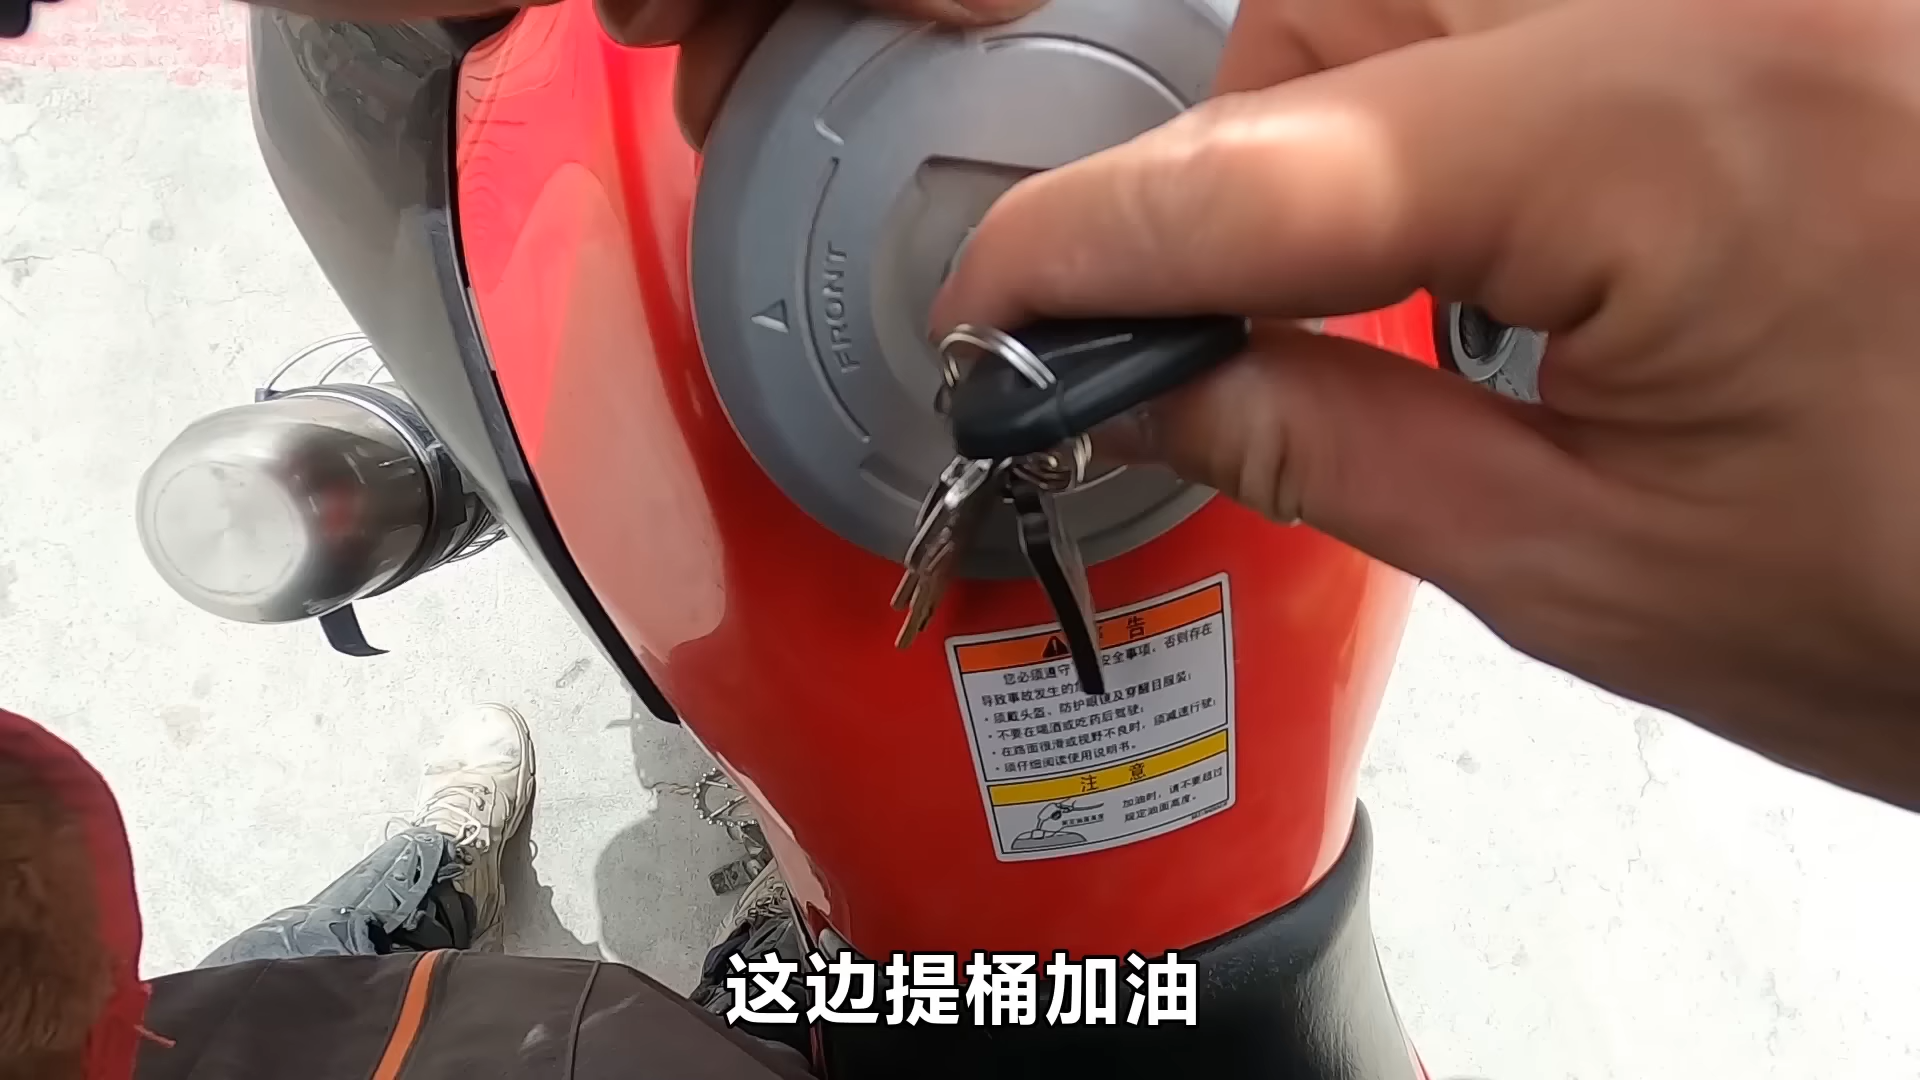 FRONT
告
您必须遵守 安全事项，否则存在
导致事故发生的
·须戴头盔、防护眼镜及穿醒目服装；
·不要在喝酒或吃药后驾驶；
·在路面很滑或视野不良时，须减速行驶；
·须仔细阅读使用说明书。
注 意
加油时，请不要超过
规定油面高度。
这边提桶加油